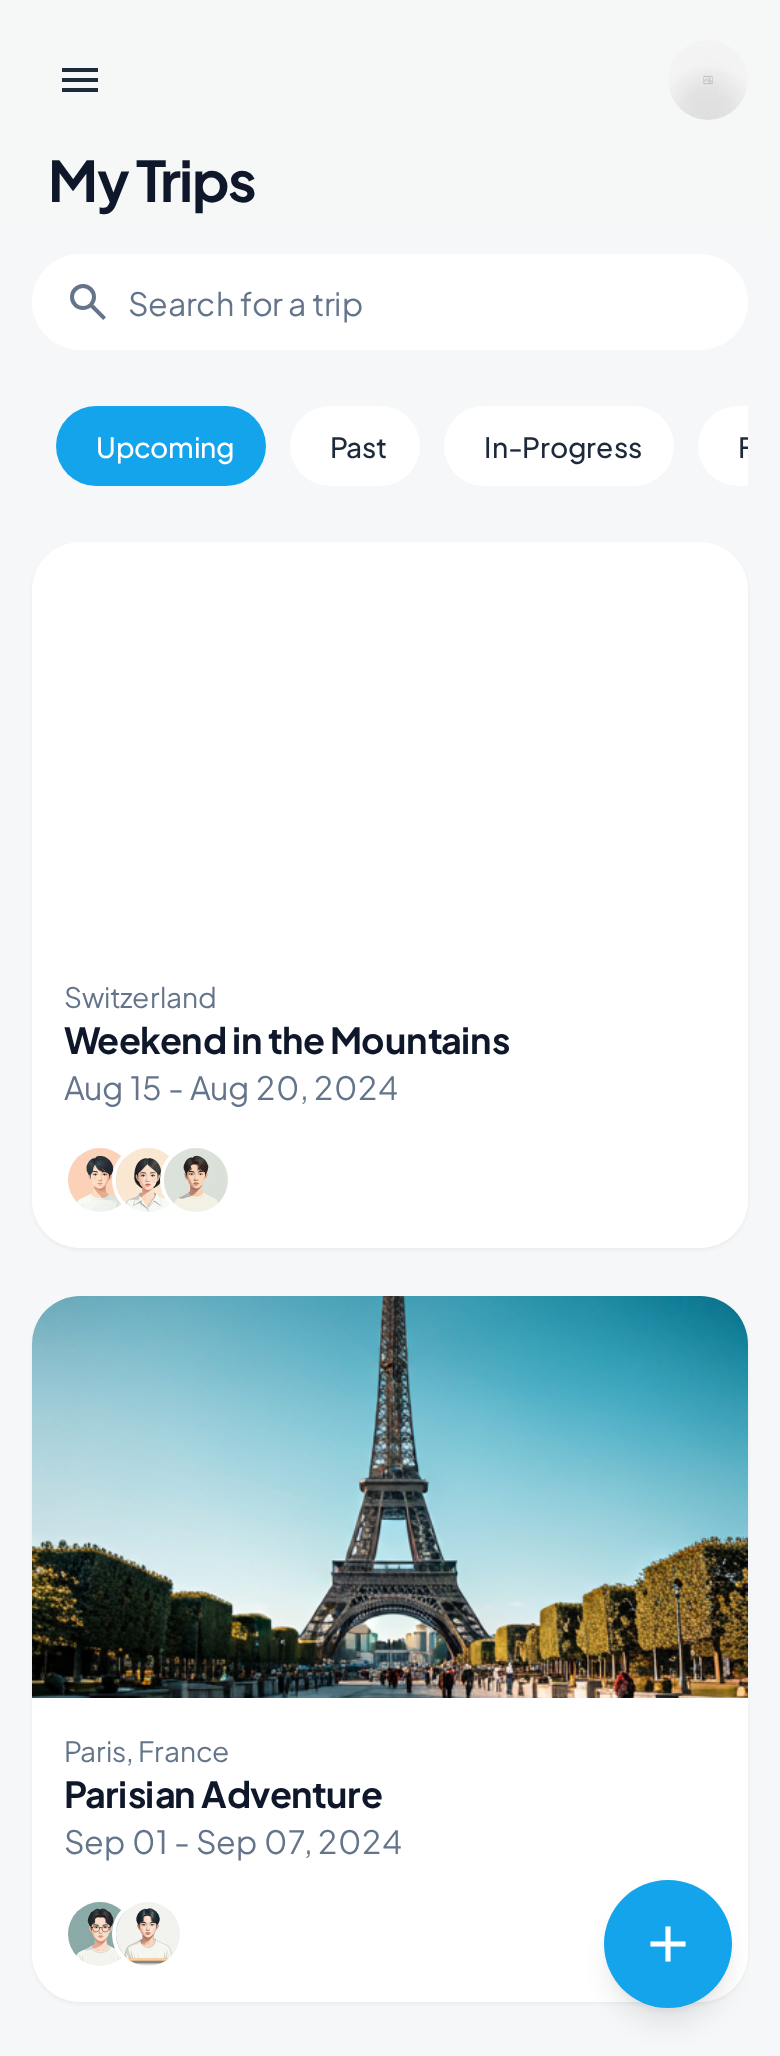 My Trips
Search for a trip
Upcoming
Past
In-Progress
F
Switzerland
Weekend in the Mountains
Aug 15 - Aug 20, 2024
Paris, France
Parisian Adventure
Sep 01 - Sep 07, 2024